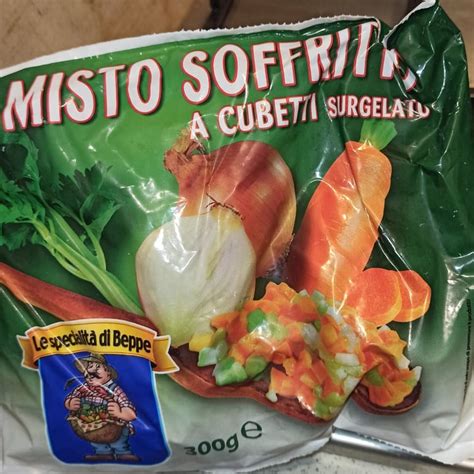 MISTO SOFFRITTO
A CUBETTI SURGELATO
Le specialità di Beppe
300g e